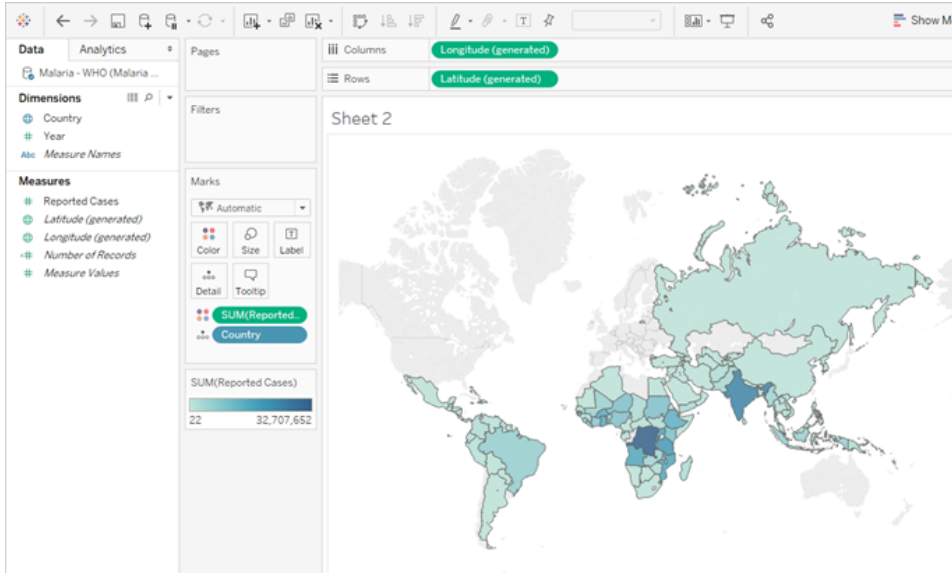 Show M
Data Analytics
Malaria - WHO (Malaria ...
Dimensions
Country
Year
Abc Measure Names
Measures
Reported Cases
Latitude (generated)
Longitude (generated)
Number of Records
Measure Values
Pages
Filters
Marks
Automatic
Color Size Label
Detail Tooltip
SUM(Reported..
Country
SUM(Reported Cases)
22 32,707,652
Columns Longitude (generated)
Rows Latitude (generated)
Sheet 2